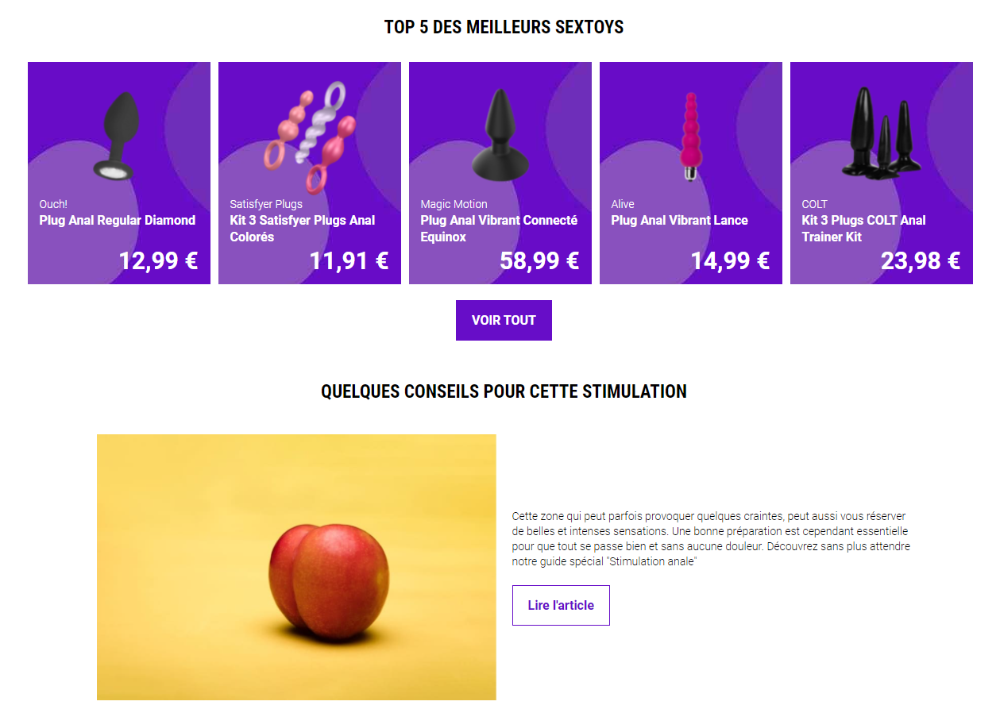 TOP 5 DES MEILLEURS SEXTOYS
Ouch!
Plug Anal Regular Diamond
12,99 €
Satisfyer Plugs
Kit 3 Satisfyer Plugs Anal
Colorés
11,91 €
Magic Motion
Plug Anal Vibrant Connecté
Equinox
58,99 €
Alive
Plug Anal Vibrant Lance
14,99 €
COLT
Kit 3 Plugs COLT Anal
Trainer Kit
23,98 €
VOIR TOUT
QUELQUES CONSEILS POUR CETTE STIMULATION
Cette zone qui peut parfois provoquer quelques craintes, peut aussi vous réserver
de belles et intenses sensations. Une bonne préparation est cependant essentielle
pour que tout se passe bien et sans aucune douleur. Découvrez sans plus attendre
notre guide spécial "Stimulation anale"
Lire l'article